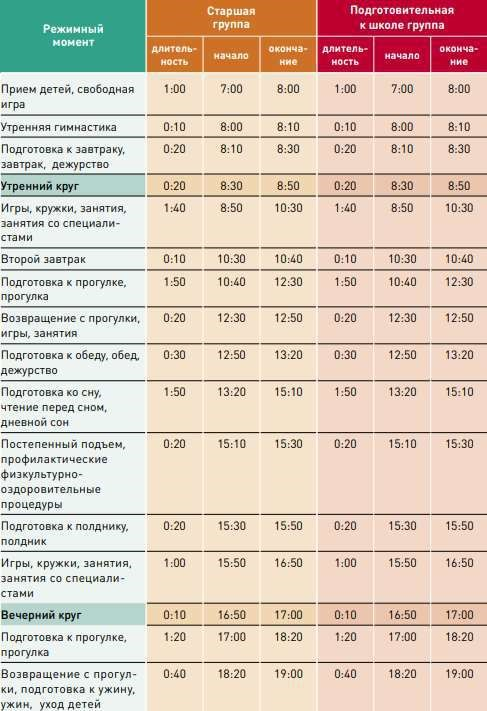 Режимный момент | Старшая группа | Подготовительная к школе группа
длитель-ность | начало | оконча-ние | длитель-ность | начало | оконча-ние
Прием детей, свободная | 1:00 | 7:00 | 8:00 | 1:00 | 7:00 | 8:00
игра
Утренняя гимнастика | 0:10 | 8:00 | 8:10 | 0:10 | 8:00 | 8:10
Подготовка к завтраку, | 0:20 | 8:10 | 8:30 | 0:20 | 8:10 | 8:30
завтрак, дежурство
Утренний круг | 0:20 | 8:30 | 8:50 | 0:20 | 8:30 | 8:50
Игры, кружки, занятия, | 1:40 | 8:50 | 10:30 | 1:40 | 8:50 | 10:30
занятия со специали-
стами
Второй завтрак | 0:10 | 10:30 | 10:40 | 0:10 | 10:30 | 10:40
Подготовка к прогулке, | 1:50 | 10:40 | 12:30 | 1:50 | 10:40 | 12:30
прогулка
Возвращение с прогулки, | 0:20 | 12:30 | 12:50 | 0:20 | 12:30 | 12:50
игры, занятия
Подготовка к обеду, обед, | 0:30 | 12:50 | 13:20 | 0:30 | 12:50 | 13:20
дежурство
Подготовка ко сну, | 1:50 | 13:20 | 15:10 | 1:50 | 13:20 | 15:10
чтение перед сном,
дневной сон
Постепенный подъем, | 0:20 | 15:10 | 15:30 | 0:20 | 15:10 | 15:30
профилактические
физкультурно-
оздоровительные
процедуры
Подготовка к полднику, | 0:20 | 15:30 | 15:50 | 0:20 | 15:30 | 15:50
полдник
Игры, кружки, занятия, | 1:00 | 15:50 | 16:50 | 1:00 | 15:50 | 16:50
занятия со специали-
стами
Вечерний круг | 0:10 | 16:50 | 17:00 | 0:10 | 16:50 | 17:00
Подготовка к прогулке, | 1:20 | 17:00 | 18:20 | 1:20 | 17:00 | 18:20
прогулка
Возвращение с прогул- | 0:40 | 18:20 | 19:00 | 0:40 | 18:20 | 19:00
ки, подготовка к ужину,
ужин, уход детей